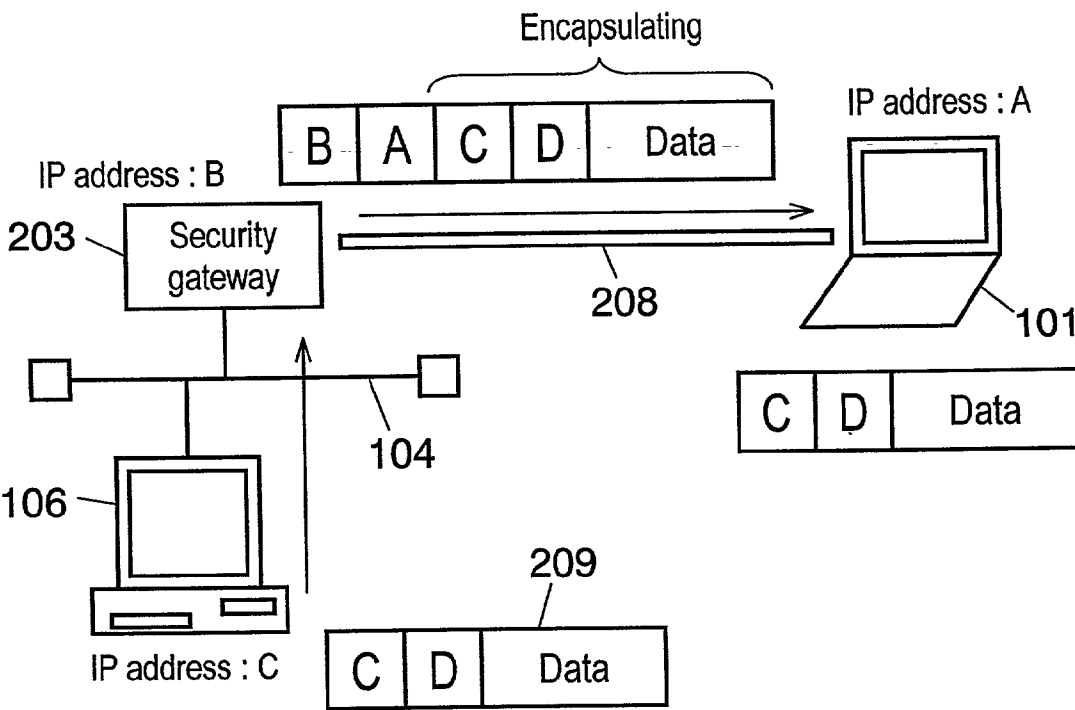 Encapsulating
IP address : A
B A C D Data
IP address : B
203
Security
gateway
208
101
C D Data
104
106
209
C D Data
IP address : C